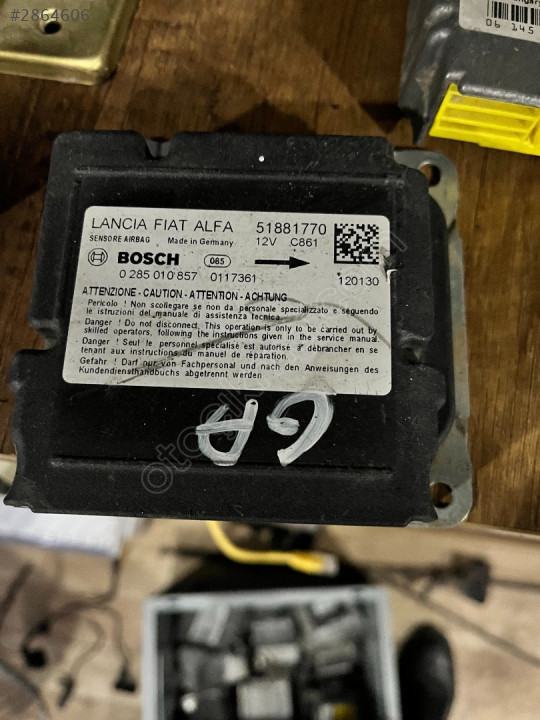 #2864606
06 145
LANCIA FIAT ALFA 51881770
SENSORE AIRBAG Made in Germany 12V C861
BOSCH 085
0 285 010 857 0117361 120130
ATTENZIONE - CAUTION - ATTENTION - ACHTUNG
Pericolo ! Non scollegare se non da personale specializzato e seguendo
le istruzioni del manuale di assistenza tecnica.
Danger ! Do not disconnect. This operation is only to be carried out by
skilled operators, following the instructions given in the service manual.
Danger ! Seul le personnel spécialisé est autorisé à débrancher en se
tenant aux instructions du manuel de réparation.
Gefahr ! Darf nur von Fachpersonal und nach den Anweisungen des
Kundendiensthandbuchs abgetrennt werden.
GP